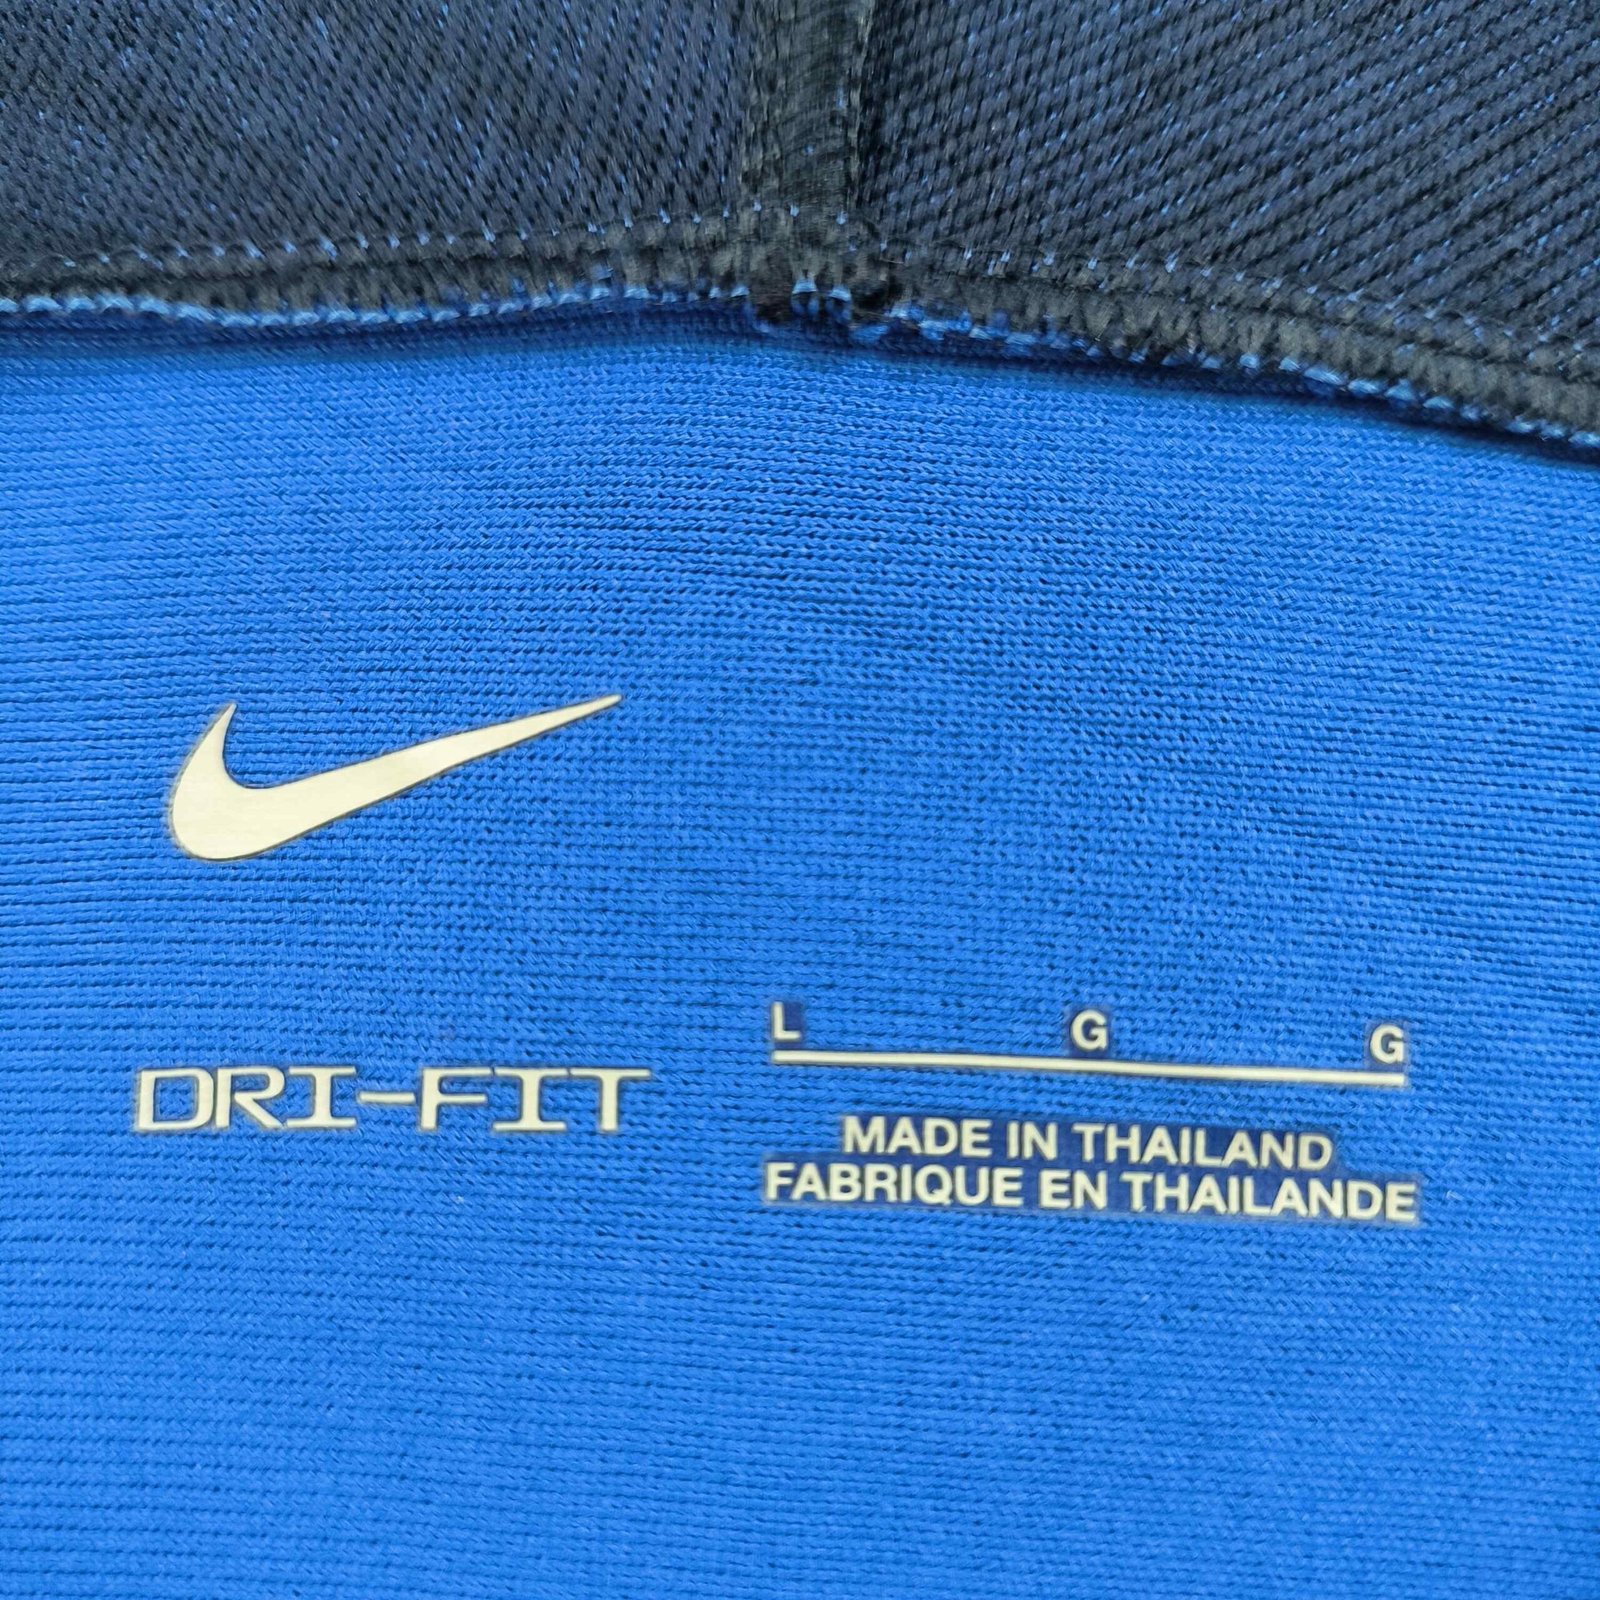 DRI-FIT
L G G
MADE IN THAILAND
FABRIQUE EN THAILANDE